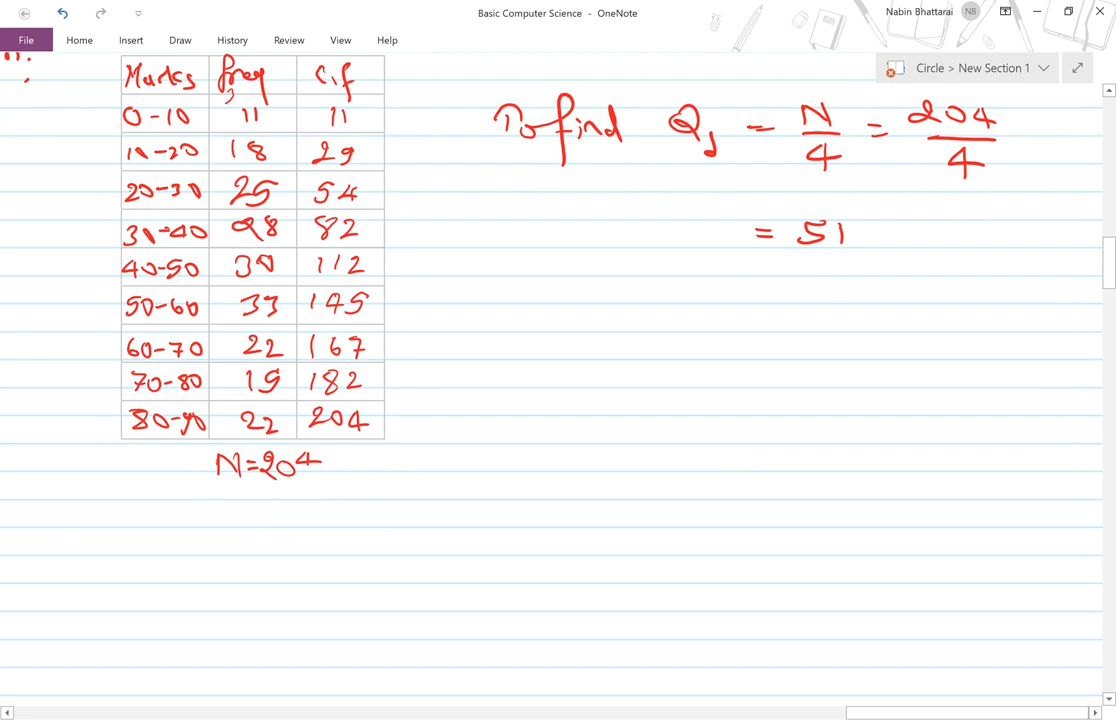 Basic Computer Science - OneNote
Nabin Bhattarai NB
File Home Insert Draw History Review View Help
Circle > New Section 1
Marks freq c.f
0-10 11 11
10-20 18 29
20-30 25 54
30-40 28 82
40-50 30 112
50-60 33 145
60-70 22 167
70-80 15 182
80-90 22 204
N=204
To find Q₁ = N/4 = 204/4
= 51